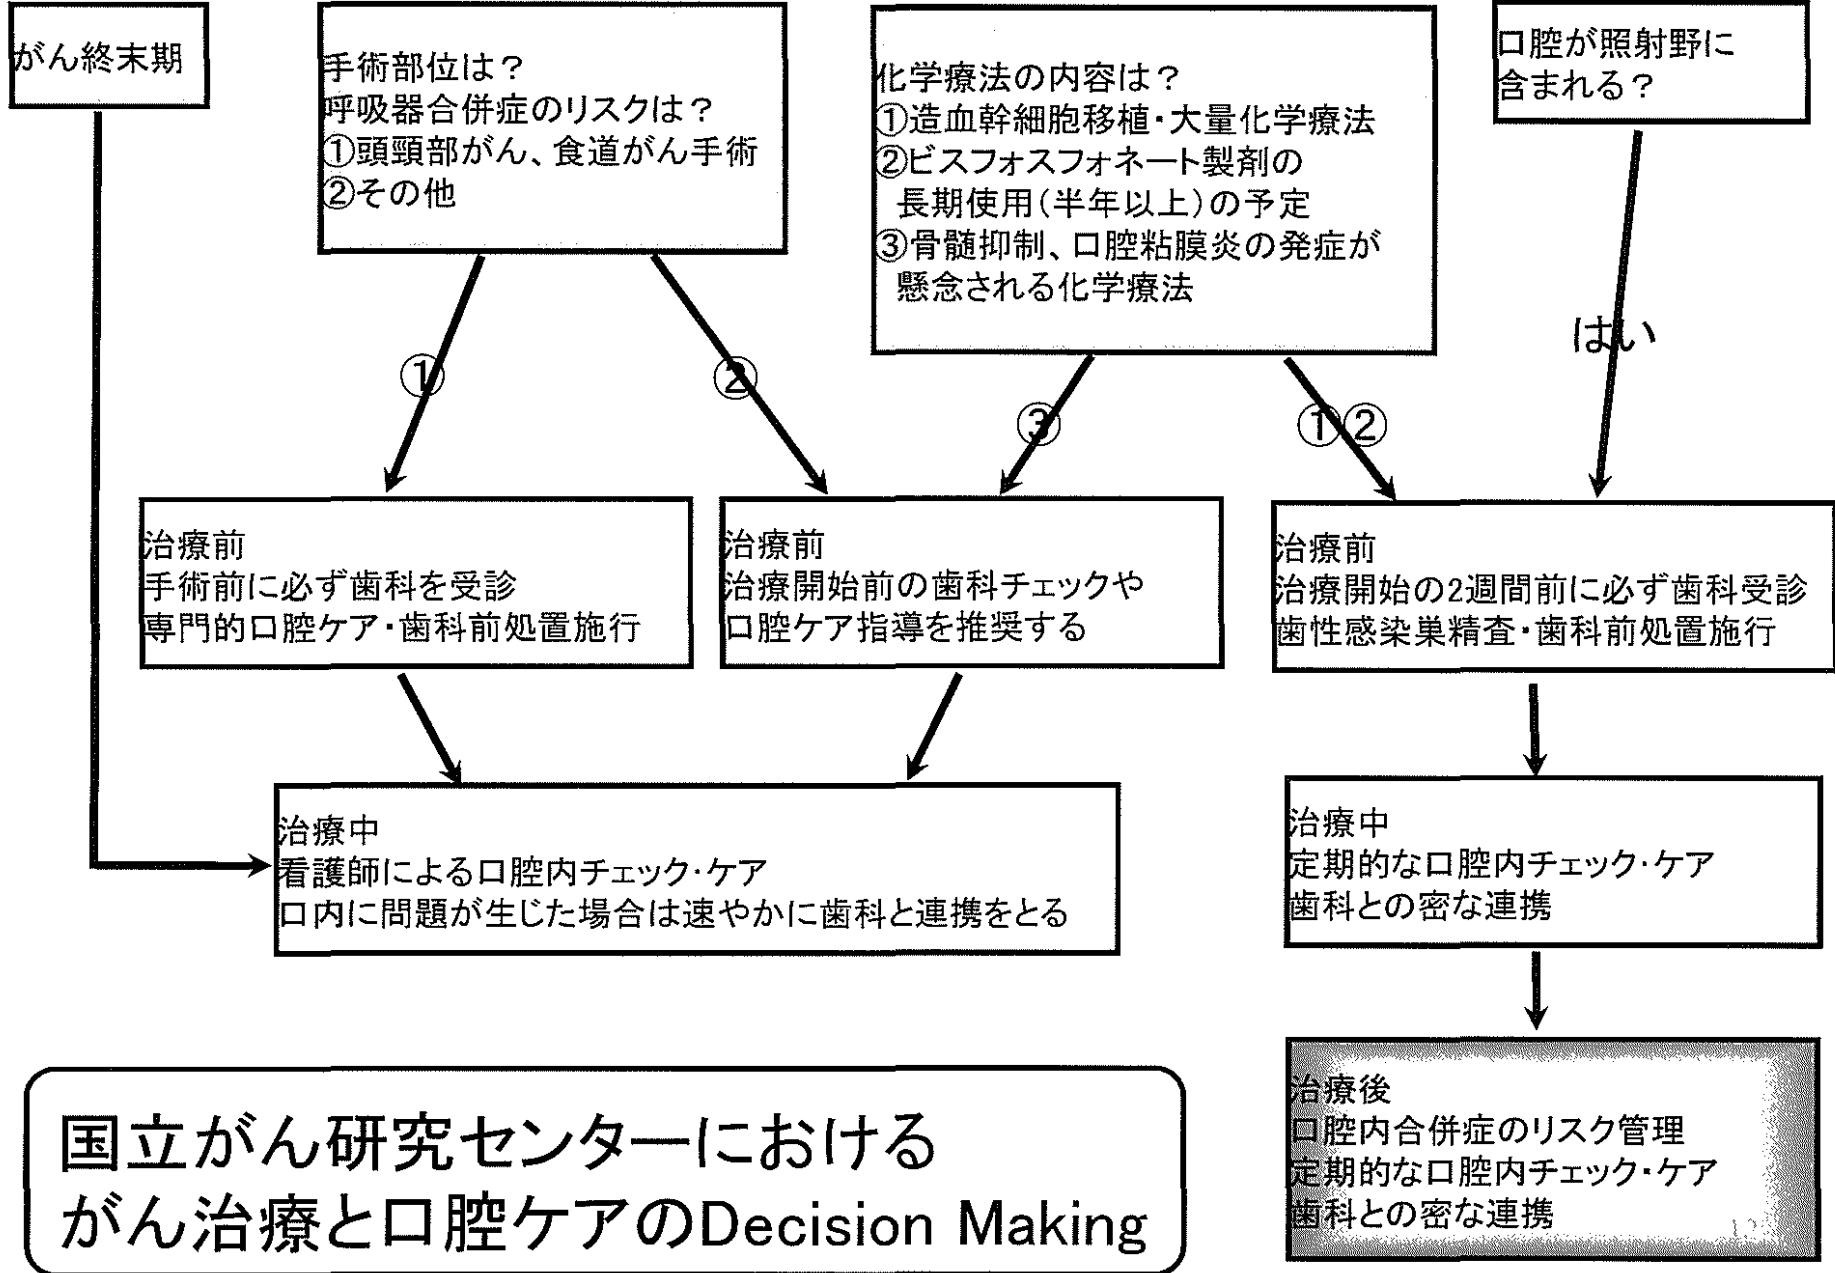 がん終末期
手術部位は？
呼吸器合併症のリスクは？
①頭頸部がん、食道がん手術
②その他
化学療法の内容は？
①造血幹細胞移植・大量化学療法
②ビスフォスフォネート製剤の
長期使用（半年以上）の予定
③骨髄抑制、口腔粘膜炎の発症が
懸念される化学療法
口腔が照射野に
含まれる？
①
②
③
①②
はい
治療前
手術前に必ず歯科を受診
専門的口腔ケア・歯科前処置施行
治療前
治療開始前の歯科チェックや
口腔ケア指導を推奨する
治療前
治療開始の2週間前に必ず歯科受診
歯性感染巣精査・歯科前処置施行
治療中
看護師による口腔内チェック・ケア
口内に問題が生じた場合は速やかに歯科と連携をとる
治療中
定期的な口腔内チェック・ケア
歯科との密な連携
治療後
口腔内合併症のリスク管理
定期的な口腔内チェック・ケア
歯科との密な連携
国立がん研究センターにおける
がん治療と口腔ケアのDecision Making